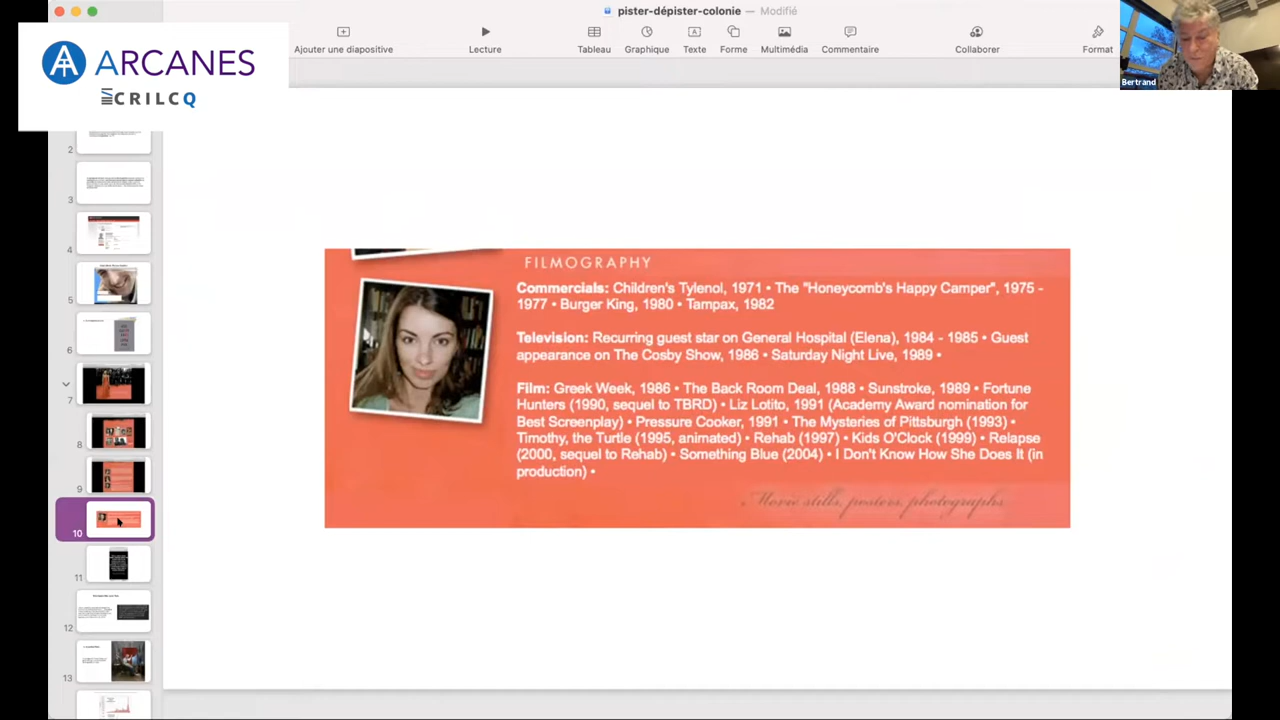 pister-dépister-colonie — Modifié
Ajouter une diapositive
Lecture
Tableau
Graphique
Texte
Forme
Multimédia
Commentaire
Collaborer
Format
ARCANES
CRILCQ
Bertrand
2
3
4
5
6
7
8
9
10
11
12
13
FILMOGRAPHY
Commercials: Children's Tylenol, 1971 • The "Honeycomb's Happy Camper", 1975 -
1977 • Burger King, 1980 • Tampax, 1982
Television: Recurring guest star on General Hospital (Elena), 1984 - 1985 • Guest
appearance on The Cosby Show, 1986 • Saturday Night Live, 1989 •
Film: Greek Week, 1986 • The Back Room Deal, 1988 • Sunstroke, 1989 • Fortune
Hunters (1990, sequel to TBRD) • Liz Lotito, 1991 (Academy Award nomination for
Best Screenplay) • Pressure Cooker, 1991 • The Mysteries of Pittsburgh (1993) •
Timothy, the Turtle (1995, animated) • Rehab (1997) • Kids O'Clock (1999) • Relapse
(2000, sequel to Rehab) • Something Blue (2004) • I Don't Know How She Does It (in
production) •
Movie stills, posters, photographs